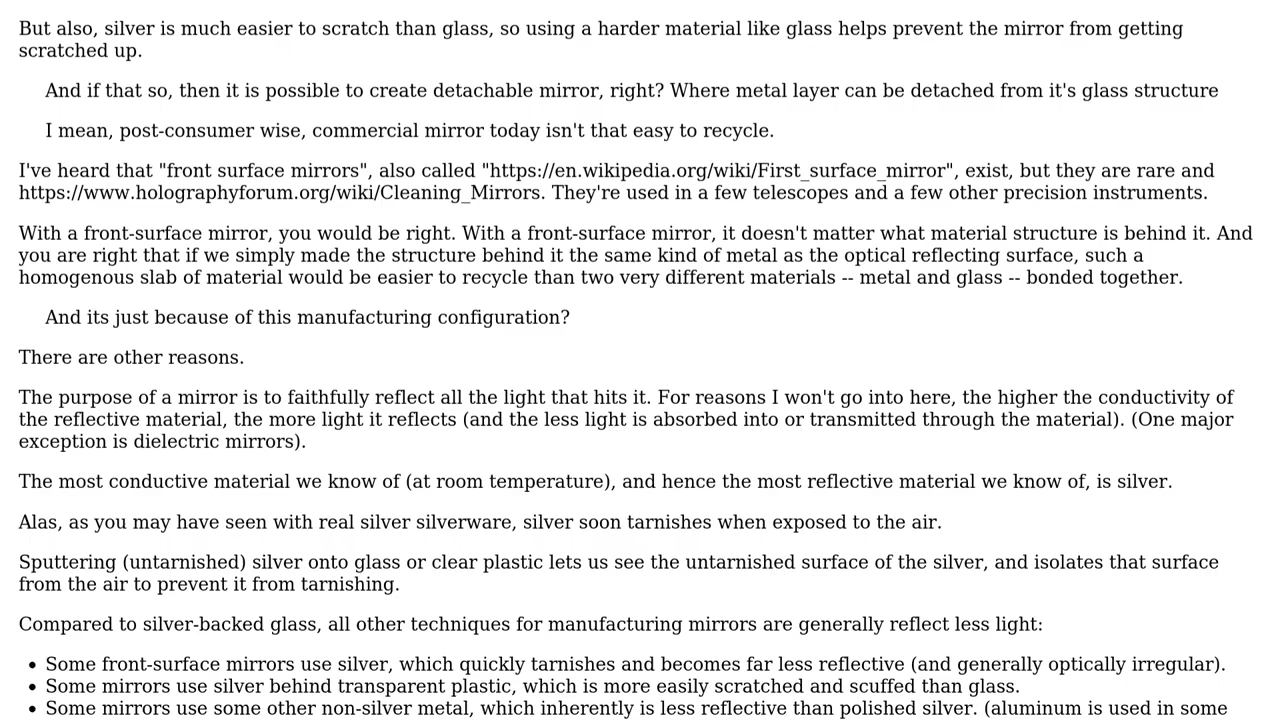 But also, silver is much easier to scratch than glass, so using a harder material like glass helps prevent the mirror from getting
scratched up.
And if that so, then it is possible to create detachable mirror, right? Where metal layer can be detached from it's glass structure
I mean, post-consumer wise, commercial mirror today isn't that easy to recycle.
I've heard that "front surface mirrors", also called "https://en.wikipedia.org/wiki/First_surface_mirror", exist, but they are rare and
https://www.holographyforum.org/wiki/Cleaning_Mirrors. They're used in a few telescopes and a few other precision instruments.
With a front-surface mirror, you would be right. With a front-surface mirror, it doesn't matter what material structure is behind it. And
you are right that if we simply made the structure behind it the same kind of metal as the optical reflecting surface, such a
homogenous slab of material would be easier to recycle than two very different materials -- metal and glass -- bonded together.
And its just because of this manufacturing configuration?
There are other reasons.
The purpose of a mirror is to faithfully reflect all the light that hits it. For reasons I won't go into here, the higher the conductivity of
the reflective material, the more light it reflects (and the less light is absorbed into or transmitted through the material). (One major
exception is dielectric mirrors).
The most conductive material we know of (at room temperature), and hence the most reflective material we know of, is silver.
Alas, as you may have seen with real silver silverware, silver soon tarnishes when exposed to the air.
Sputtering (untarnished) silver onto glass or clear plastic lets us see the untarnished surface of the silver, and isolates that surface
from the air to prevent it from tarnishing.
Compared to silver-backed glass, all other techniques for manufacturing mirrors are generally reflect less light:
• Some front-surface mirrors use silver, which quickly tarnishes and becomes far less reflective (and generally optically irregular).
• Some mirrors use silver behind transparent plastic, which is more easily scratched and scuffed than glass.
• Some mirrors use some other non-silver metal, which inherently is less reflective than polished silver. (aluminum is used in some